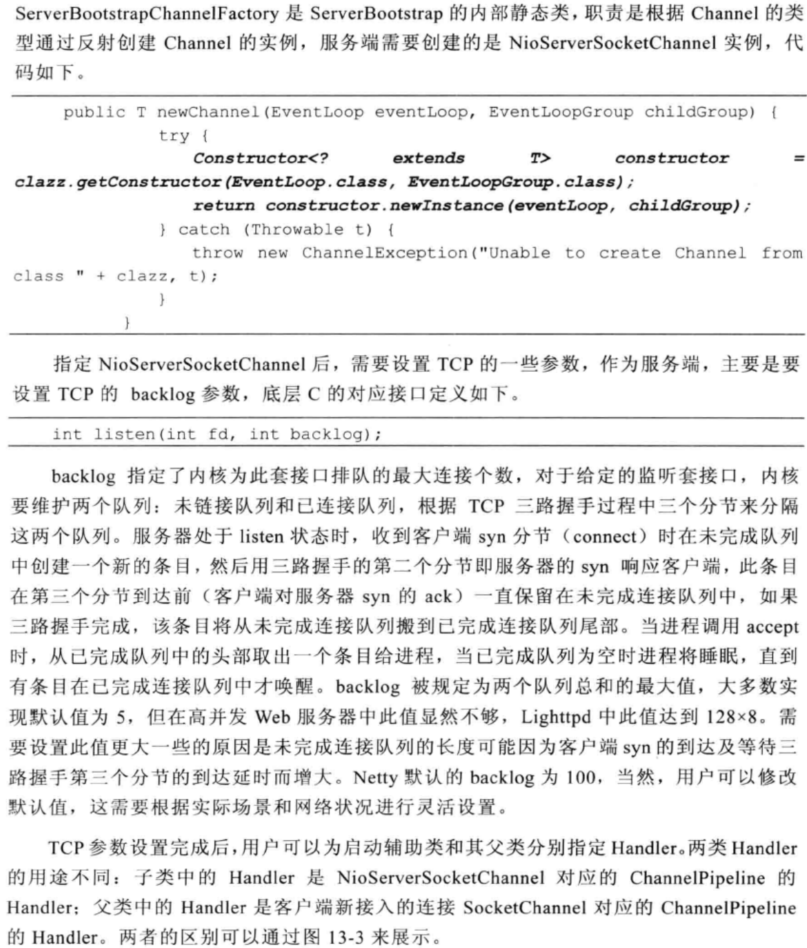 ServerBootstrapChannelFactory 是 ServerBootstrap 的内部静态类，职责是根据 Channel 的类
型通过反射创建 Channel 的实例，服务端需要创建的是 NioServerSocketChannel 实例，代
码如下。
public T newChannel(EventLoop eventLoop, EventLoopGroup childGroup) {
try {
Constructor<? extends T> constructor =
clazz.getConstructor(EventLoop.class, EventLoopGroup.class);
return constructor.newInstance(eventLoop, childGroup);
} catch (Throwable t) {
throw new ChannelException("Unable to create Channel from
class " + clazz, t);
}
}
指定 NioServerSocketChannel 后，需要设置 TCP 的一些参数，作为服务端，主要是要
设置 TCP 的 backlog 参数，底层 C 的对应接口定义如下。
int listen(int fd, int backlog);
backlog 指定了内核为此套接口排队的最大连接个数，对于给定的监听套接口，内核
要维护两个队列：未链接队列和已连接队列，根据 TCP 三路握手过程中三个分节来分隔
这两个队列。服务器处于 listen 状态时，收到客户端 syn 分节（connect）时在未完成队列
中创建一个新的条目，然后用三路握手的第二个分节即服务器的 syn 响应客户端，此条目
在第三个分节到达前（客户端对服务器 syn 的 ack）一直保留在未完成连接队列中，如果
三路握手完成，该条目将从未完成连接队列搬到已完成连接队列尾部。当进程调用 accept
时，从已完成队列中的头部取出一个条目给进程，当已完成队列为空时进程将睡眠，直到
有条目在已完成连接队列中才唤醒。backlog 被规定为两个队列总和的最大值，大多数实
现默认值为 5，但在高并发 Web 服务器中此值显然不够，Lighttpd 中此值达到 128×8。需
要设置此值更大一些的原因是未完成连接队列的长度可能因为客户端 syn 的到达及等待三
路握手第三个分节的到达延时而增大。Netty 默认的 backlog 为 100，当然，用户可以修改
默认值，这需要根据实际场景和网络状况进行灵活设置。
TCP 参数设置完成后，用户可以为启动辅助类和其父类分别指定 Handler。两类 Handler
的用途不同：子类中的 Handler 是 NioServerSocketChannel 对应的 ChannelPipeline 的
Handler；父类中的 Handler 是客户端新接入的连接 SocketChannel 对应的 ChannelPipeline
的 Handler。两者的区别可以通过图 13-3 来展示。